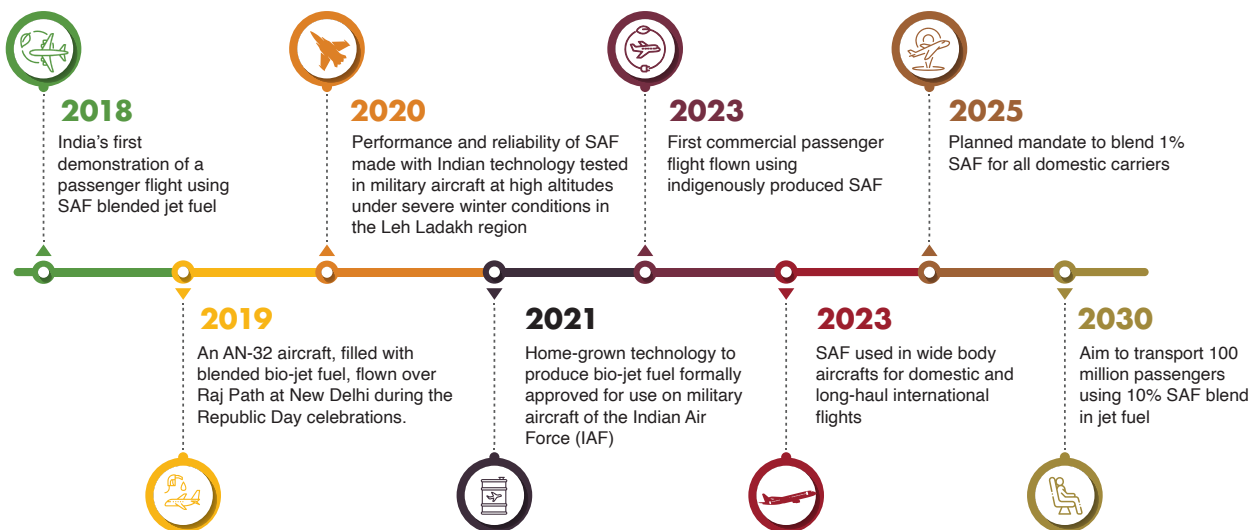 2018
India's first
demonstration of a
passenger flight using
SAF blended jet fuel
2020
Performance and reliability of SAF
made with Indian technology tested
in military aircraft at high altitudes
under severe winter conditions in
the Leh Ladakh region
2023
First commercial passenger
flight flown using
indigenously produced SAF
2025
Planned mandate to blend 1%
SAF for all domestic carriers
2019
An AN-32 aircraft, filled with
blended bio-jet fuel, flown over
Raj Path at New Delhi during the
Republic Day celebrations.
2021
Home-grown technology to
produce bio-jet fuel formally
approved for use on military
aircraft of the Indian Air
Force (IAF)
2023
SAF used in wide body
aircrafts for domestic and
long-haul international
flights
2030
Aim to transport 100
million passengers
using 10% SAF blend
in jet fuel